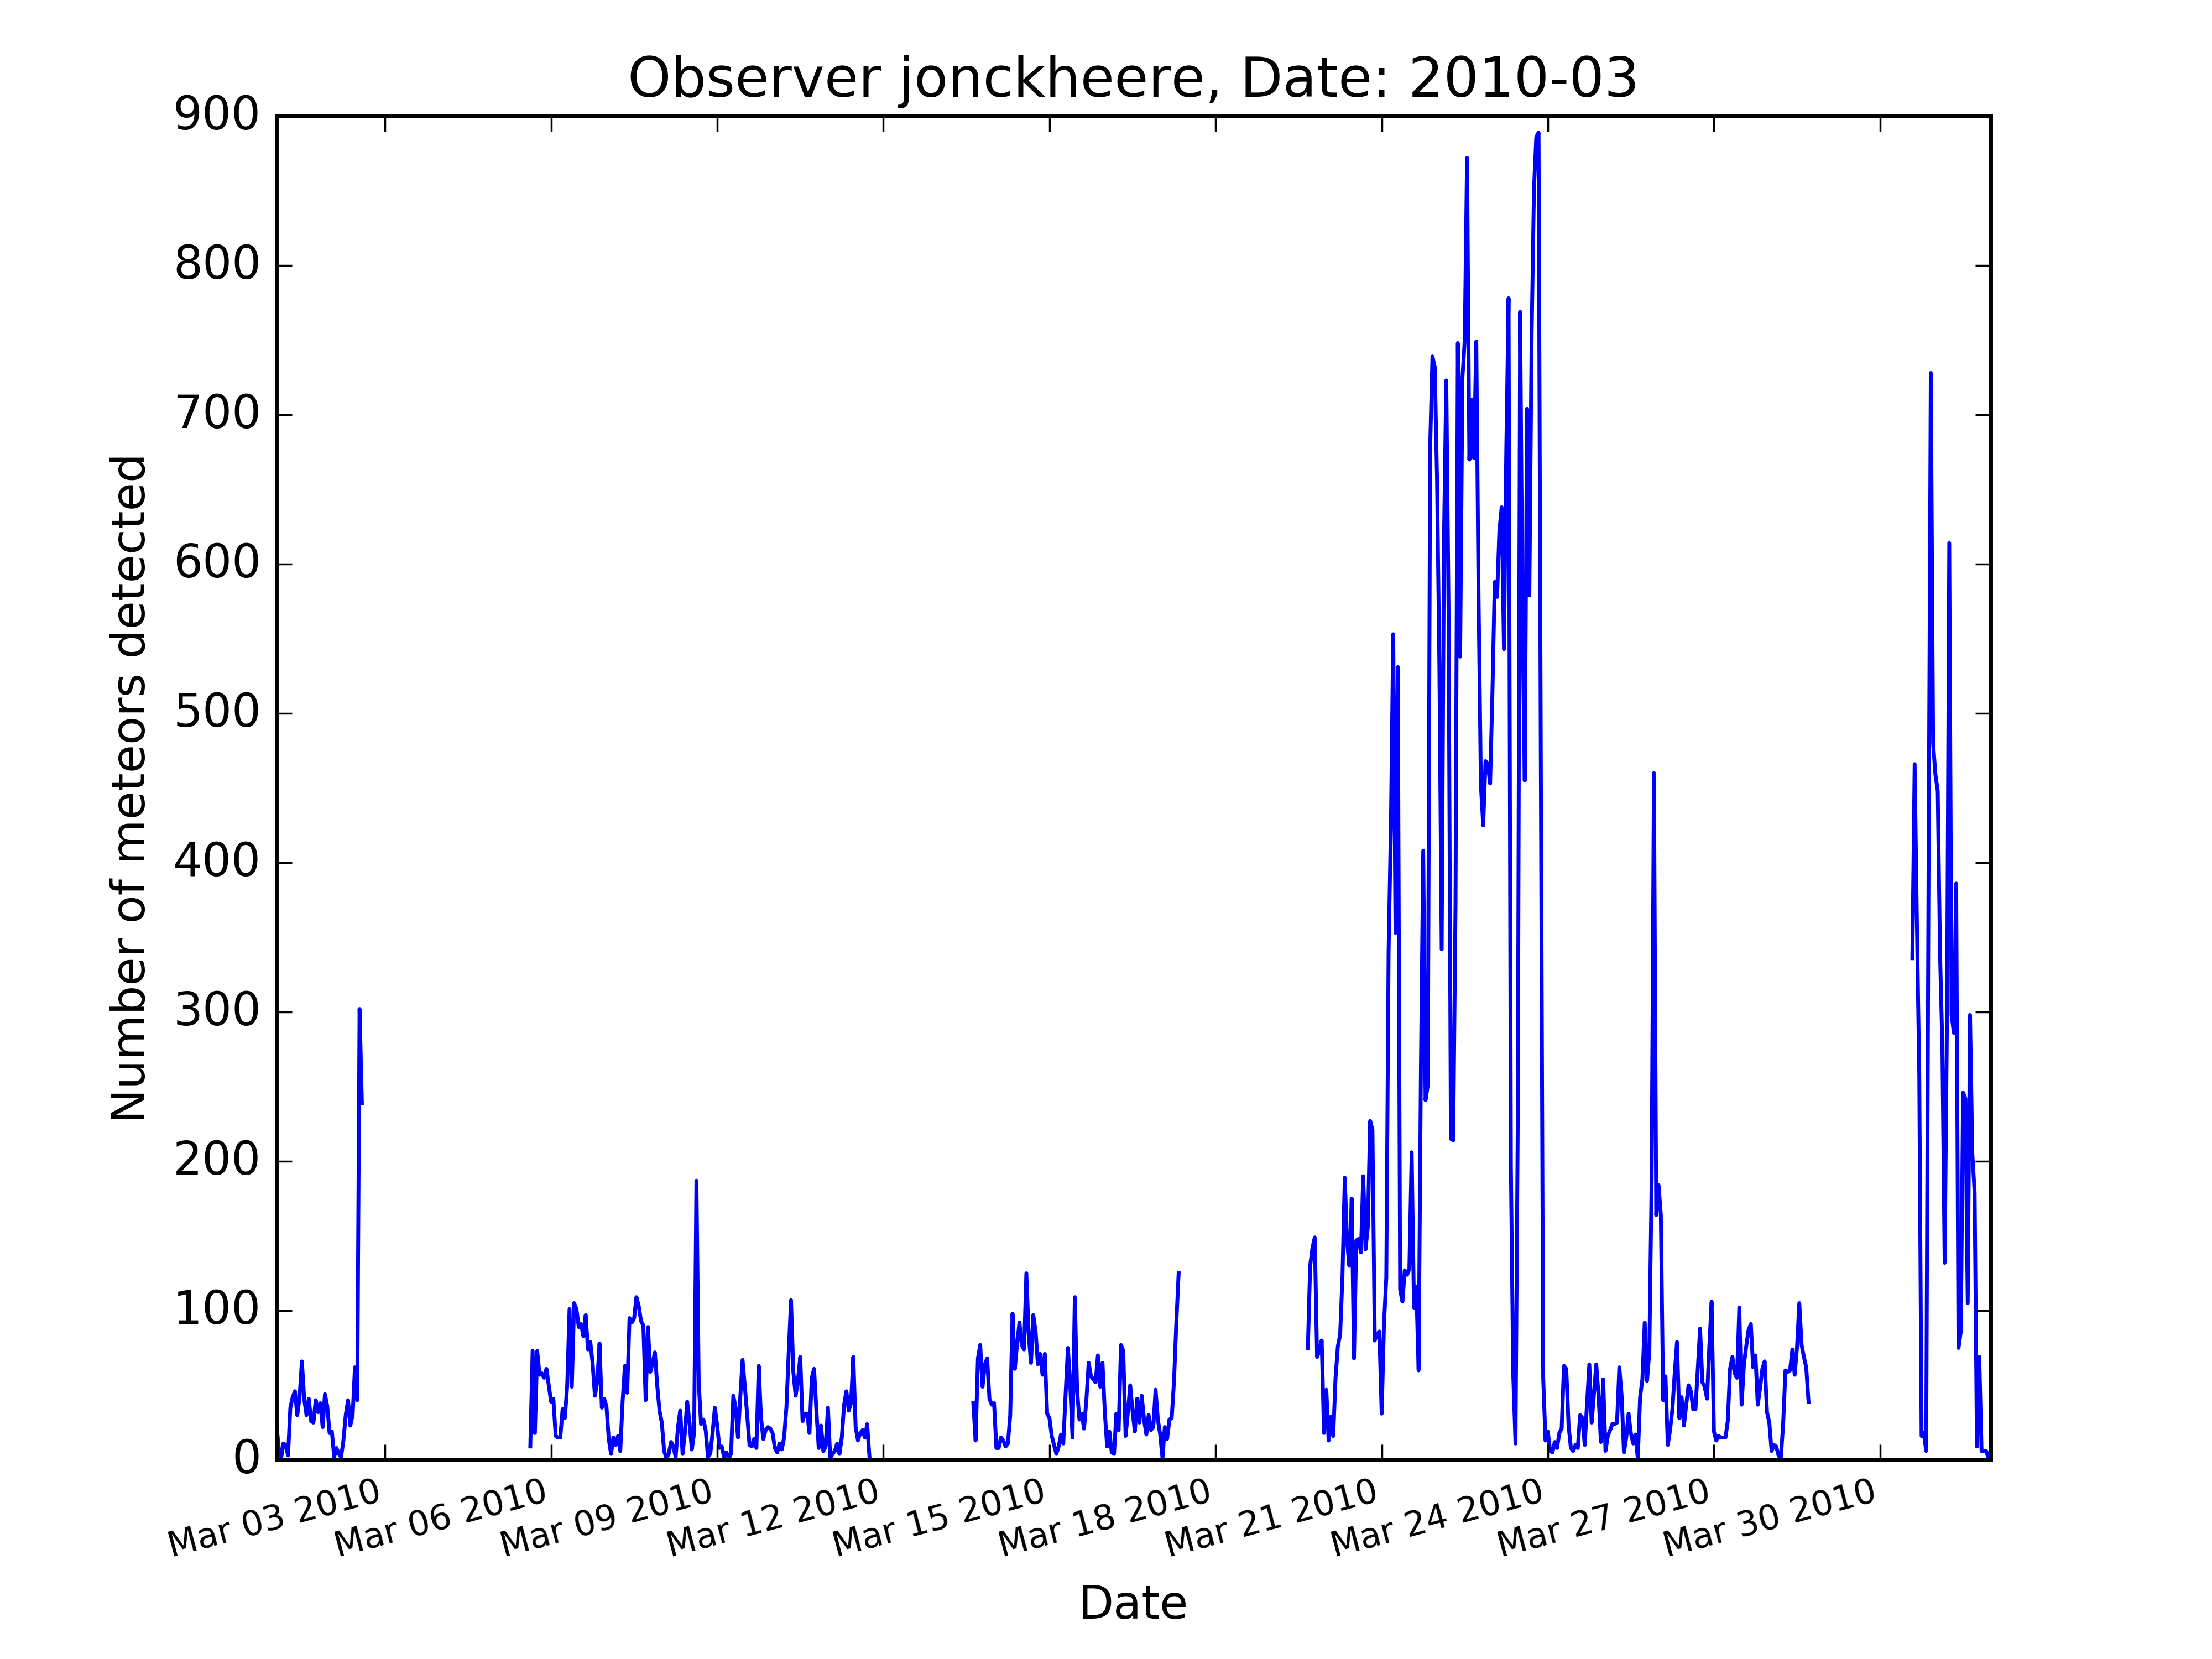 Observer jonckheere, Date: 2010-03
Number of meteors detected
900
800
700
600
500
400
300
200
100
0
Mar 03 2010
Mar 06 2010
Mar 09 2010
Mar 12 2010
Mar 15 2010
Mar 18 2010
Mar 21 2010
Mar 24 2010
Mar 27 2010
Mar 30 2010
Date